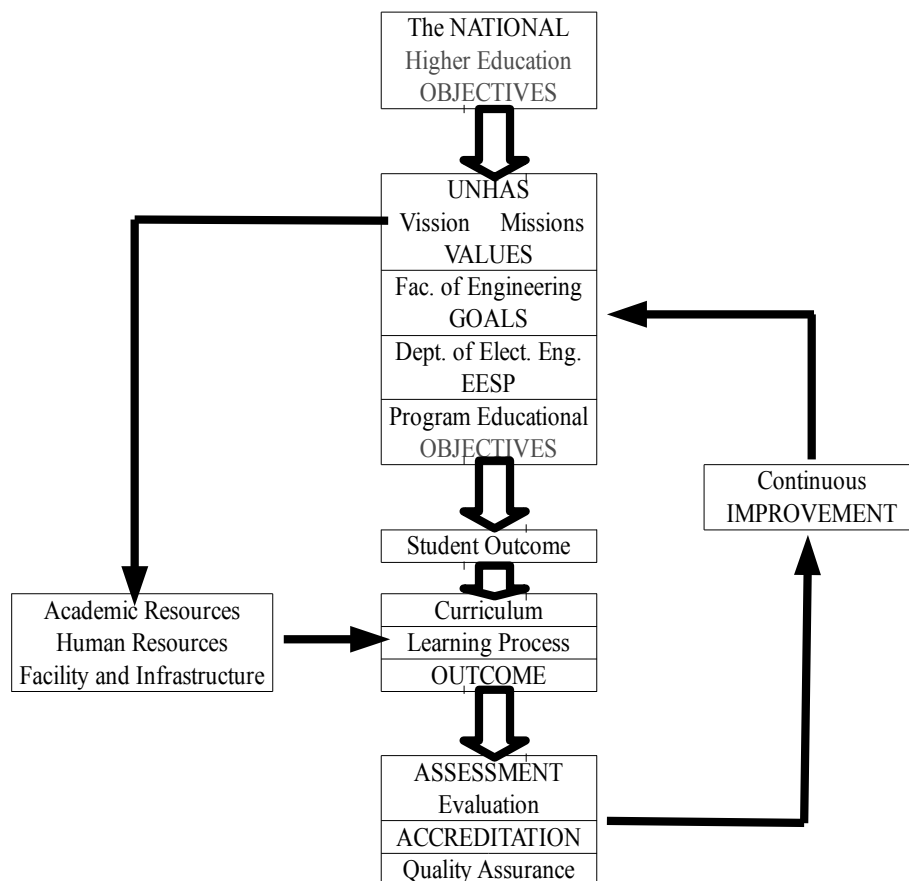 The NATIONAL
Higher Education
OBJECTIVES
UNHAS
Vission Missions
VALUES
Fac. of Engineering
GOALS
Dept. of Elect. Eng.
EESP
Program Educational
OBJECTIVES
Continuous
IMPROVEMENT
Student Outcome
Academic Resources
Human Resources
Facility and Infrastructure
Curriculum
Learning Process
OUTCOME
ASSESSMENT
Evaluation
ACCREDITATION
Quality Assurance